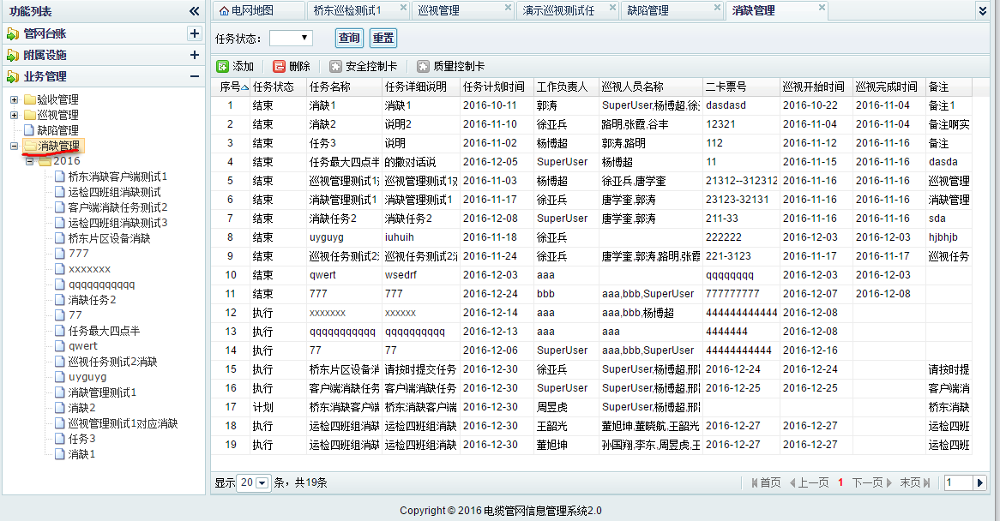 功能列表
管网台账
附属设施
业务管理
验收管理
巡视管理
缺陷管理
消缺管理
2016
桥东消缺客户端测试1
运检四班组消缺测试
客户端消缺任务测试2
运检四班组消缺测试3
桥东片区设备消缺
777
xxxxxxx
qqqqqqqqqqq
消缺任务2
77
任务最大四点半
qwert
巡视任务测试2消缺
uyguyg
消缺管理测试1
消缺2
巡视管理测试1对应消缺
任务3
消缺1
电网地图 桥东巡检测试1 巡视管理 演示巡视测试任 缺陷管理 消缺管理
任务状态： 查询 重置
添加 删除 安全控制卡 质量控制卡
序号 任务状态 任务名称 任务详细说明 任务计划时间 工作负责人 巡视人员名称 二卡票号 巡视开始时间 巡视完成时间 备注
1 结束 消缺1 消缺1 2016-10-11 郭涛 SuperUser,杨博超,徐 dasdasd 2016-10-22 2016-11-04 备注1
2 结束 消缺2 说明2 2016-11-10 徐亚兵 路明,张霞,谷丰 12321 2016-11-04 2016-11-04 备注啊实
3 结束 任务3 说明 2016-11-02 杨博超 郭涛,路明 112 2016-11-12 2016-11-16 备注
4 结束 任务最大四点半 的撒对话说 2016-12-05 SuperUser 杨博超 11 2016-11-15 2016-11-16 dasda
5 结束 巡视管理测试1 巡视管理测试1 2016-11-03 杨博超 徐亚兵,唐学奎 21312--312312 2016-11-16 2016-11-16 巡视管理
6 结束 消缺管理测试1 消缺管理测试1 2016-11-17 徐亚兵 唐学奎,郭涛 23123-32131 2016-11-16 2016-11-16 消缺管理
7 结束 消缺任务2 消缺任务2 2016-12-08 SuperUser 唐学奎,郭涛 211-33 2016-11-16 2016-11-16 sda
8 结束 uyguyg iuhuih 2016-11-18 徐亚兵 222222 2016-12-03 2016-12-03 hjbhjb
9 结束 巡视任务测试2 巡视任务测试2 2016-11-24 徐亚兵 唐学奎,郭涛,路明,张霞 221-3123 2016-11-17 2016-11-17 巡视任务
10 结束 qwert wsedrf 2016-12-03 aaa qqqqqqqq 2016-12-03 2016-12-03
11 结束 777 777 2016-12-24 bbb aaa,bbb,SuperUser 777777777 2016-12-07 2016-12-08
12 执行 xxxxxxx xxxxxx 2016-12-14 aaa aaa,bbb,杨博超 444444444444 2016-12-08
13 执行 qqqqqqqqqqq qqqqqqqqqq 2016-12-13 aaa aaa 4444444 2016-12-08
14 执行 77 77 2016-12-06 SuperUser aaa,bbb,SuperUser 44444444444 2016-12-16
15 执行 桥东片区设备消 请按时提交任务 2016-12-30 徐亚兵 SuperUser,杨博超,邢 2016-12-24 2016-12-24 请按时提
16 执行 客户端消缺任务 客户端消缺任务 2016-12-30 SuperUser SuperUser,杨博超,邢 2016-12-25 2016-12-25 客户端消
17 计划 桥东消缺客户端 桥东消缺客户端 2016-12-30 周昱虎 SuperUser,杨博超,邢 桥东消缺
18 执行 运检四班组消缺 运检四班组消缺 2016-12-30 王韶光 董旭坤,董晓航,王韶光 2016-12-27 2016-12-27 运检四班
19 执行 运检四班组消缺 运检四班组消缺 2016-12-30 董旭坤 孙国翔,李东,周昱虎,王 2016-12-27 2016-12-27 运检四班
显示 20 条，共19条 首页 上一页 1 下一页 末页 1
Copyright © 2016 电缆管网信息管理系统2.0